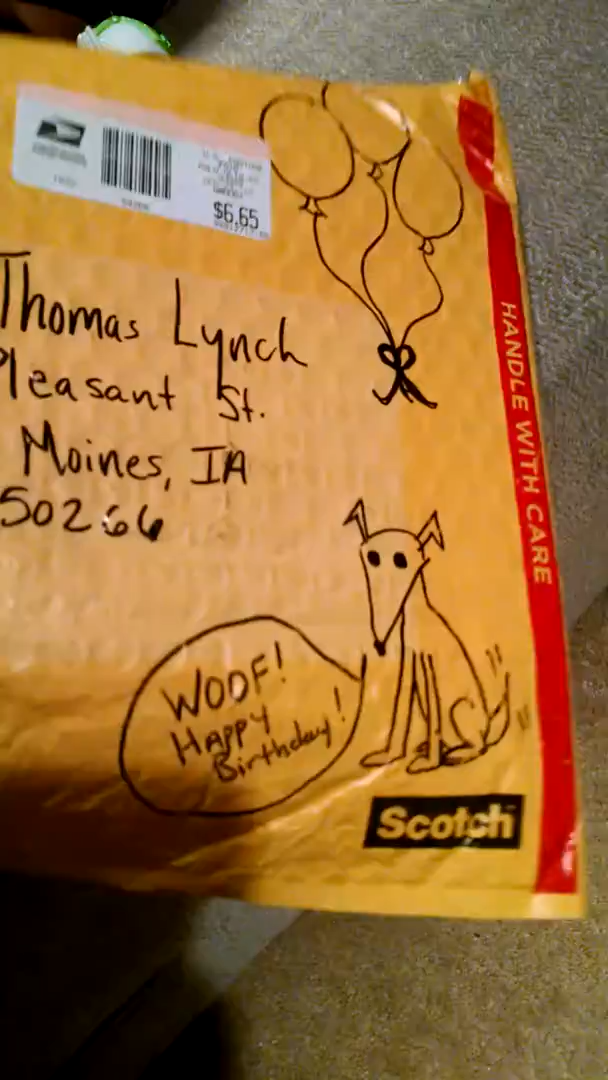 $6.65
Thomas Lynch
Pleasant St.
Moines, IA
50266
HANDLE WITH CARE
WOOF!
HAPPY
Birthday!
Scotch